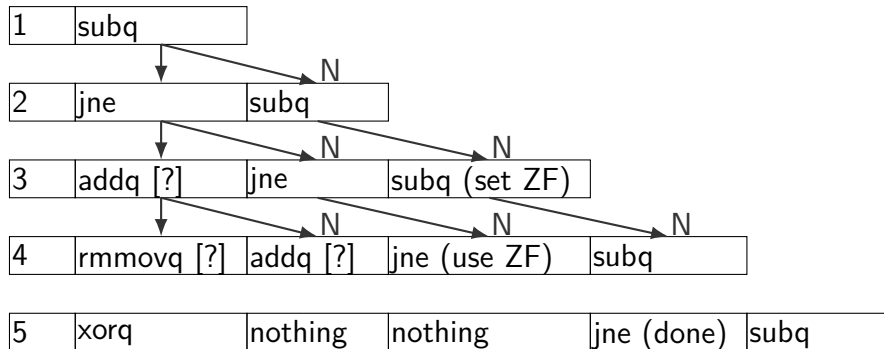 1 subq
N
2 jne subq
N N
3 addq [?] jne subq (set ZF)
N N N
4 rmmovq [?] addq [?] jne (use ZF) subq
5 xorq nothing nothing jne (done) subq